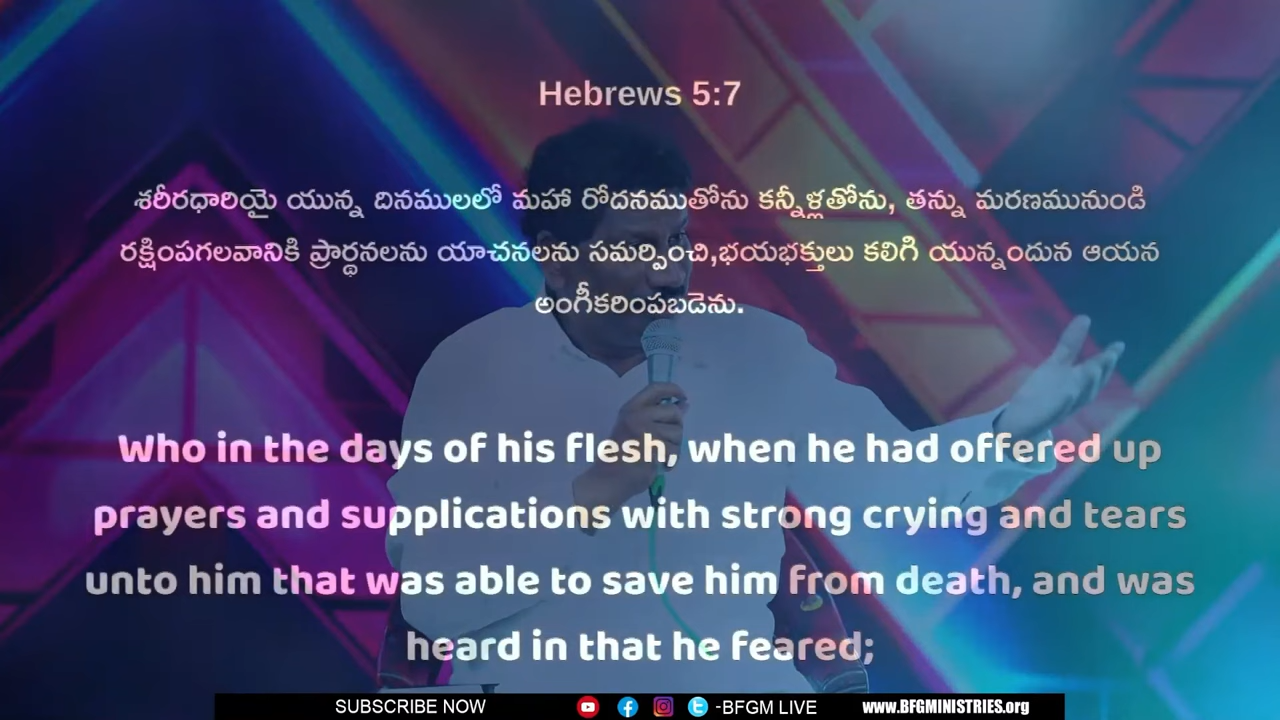 Hebrews 5:7
శరీరధారియై యున్న దినములలో మహా రోదనముతోను కన్నీళ్లతోను, తన్ను మరణమునుండి
రక్షింపగలవానికి ప్రార్థనలను యాచనలను సమర్పించి,భయభక్తులు కలిగి యున్నందున ఆయన
అంగీకరింపబడెను.
Who in the days of his flesh, when he had offered up
prayers and supplications with strong crying and tears
unto him that was able to save him from death, and was
heard in that he feared;
SUBSCRIBE NOW -BFGM LIVE www.BFGMINISTRIES.org